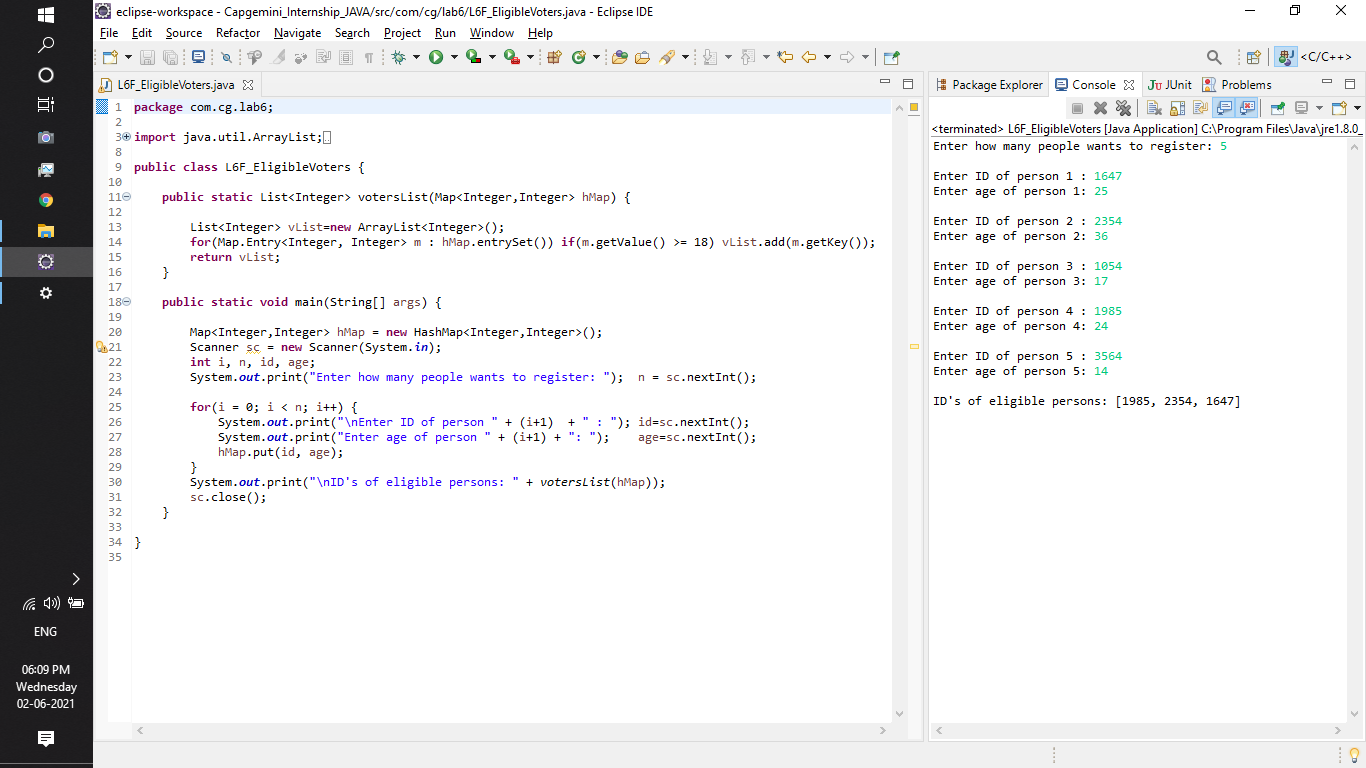 eclipse-workspace - Capgemini_Internship_JAVA/src/com/cg/lab6/L6F_EligibleVoters.java - Eclipse IDE
File Edit Source Refactor Navigate Search Project Run Window Help
<C/C++>
L6F_EligibleVoters.java
1 package com.cg.lab6;
2
3 import java.util.ArrayList;
8
9 public class L6F_EligibleVoters {
10
11 public static List<Integer> votersList(Map<Integer,Integer> hMap) {
12
13 List<Integer> vList=new ArrayList<Integer>();
14 for(Map.Entry<Integer, Integer> m : hMap.entrySet()) if(m.getValue() >= 18) vList.add(m.getKey());
15 return vList;
16 }
17
18 public static void main(String[] args) {
19
20 Map<Integer,Integer> hMap = new HashMap<Integer,Integer>();
21 Scanner sc = new Scanner(System.in);
22 int i, n, id, age;
23 System.out.print("Enter how many people wants to register: ");  n = sc.nextInt();
24
25 for(i = 0; i < n; i++) {
26 System.out.print("\nEnter ID of person " + (i+1)  + " : "); id=sc.nextInt();
27 System.out.print("Enter age of person " + (i+1) + ": ");    age=sc.nextInt();
28 hMap.put(id, age);
29 }
30 System.out.print("\nID's of eligible persons: " + votersList(hMap));
31 sc.close();
32 }
33
34 }
35
Package Explorer Console JUnit Problems
<terminated> L6F_EligibleVoters [Java Application] C:\Program Files\Java\jre1.8.0_
Enter how many people wants to register: 5
Enter ID of person 1 : 1647
Enter age of person 1: 25
Enter ID of person 2 : 2354
Enter age of person 2: 36
Enter ID of person 3 : 1054
Enter age of person 3: 17
Enter ID of person 4 : 1985
Enter age of person 4: 24
Enter ID of person 5 : 3564
Enter age of person 5: 14
ID's of eligible persons: [1985, 2354, 1647]
ENG
06:09 PM
Wednesday
02-06-2021